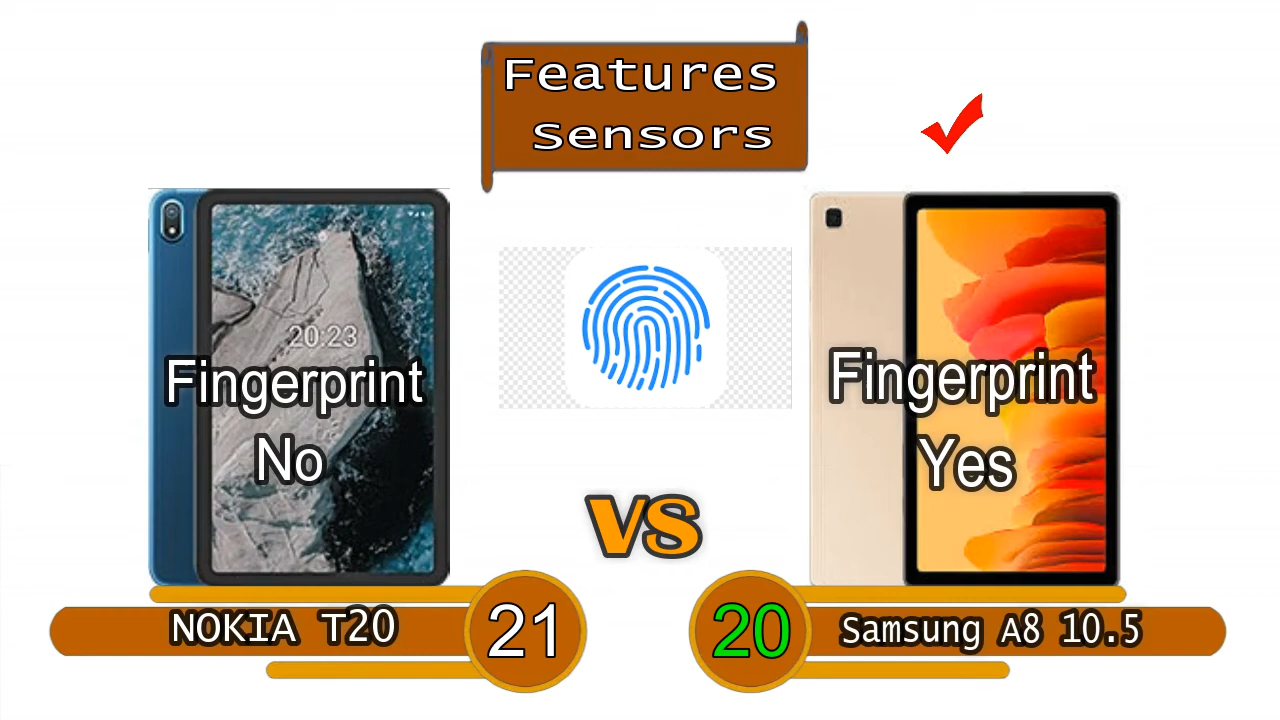 Features
Sensors
20:23
Fingerprint
No
Fingerprint
Yes
VS
NOKIA T20
21
20
Samsung A8 10.5